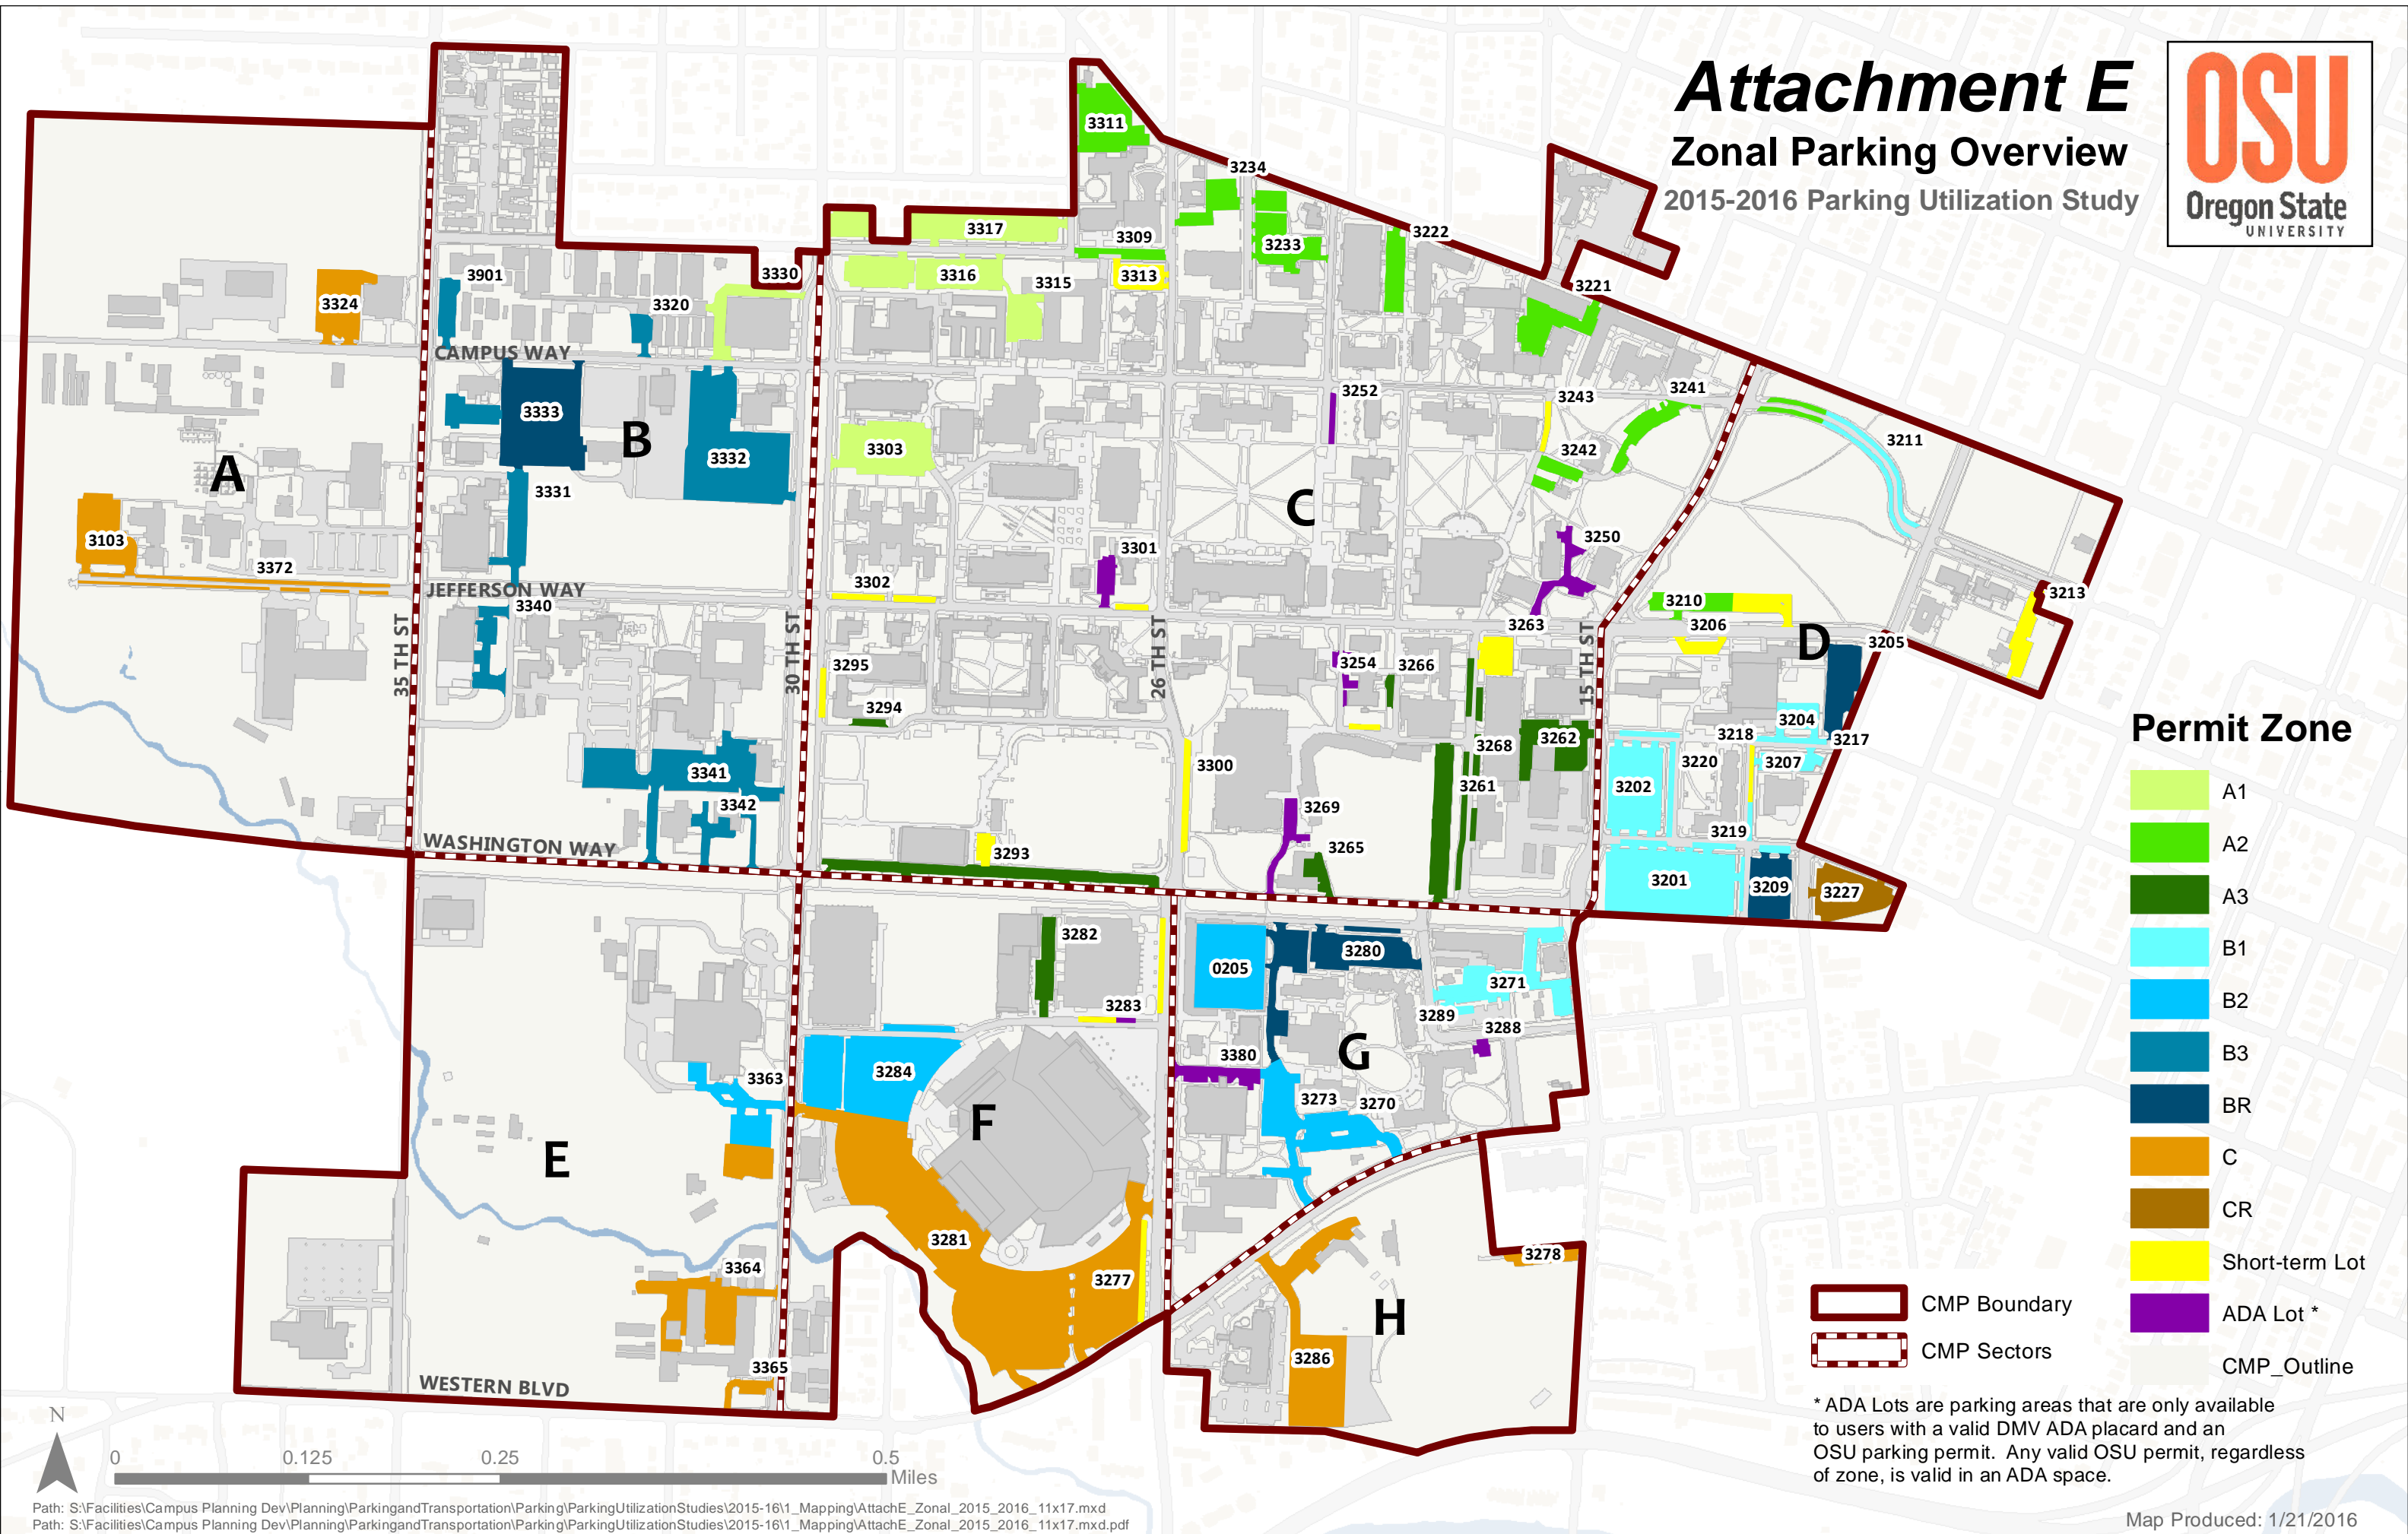 Attachment E
Zonal Parking Overview
2015-2016 Parking Utilization Study
OSU
Oregon State
UNIVERSITY
3311
3234
3317
3309
3233
3222
3901
3330
3316
3315
3313
3324
3320
3221
CAMPUS WAY
3333
B
3332
3303
3252
3243
3241
3242
3211
A
3331
C
3103
3372
3301
3250
JEFFERSON WAY
3340
3302
3210
3213
35 TH ST
30 TH ST
26 TH ST
15 TH ST
3263
3206
D
3205
3295
3254
3266
3294
3204
3341
3300
3268
3262
3218
3217
3220
3207
3342
3261
3202
3269
3219
WASHINGTON WAY
3293
3265
3201
3209
3227
3282
0205
3280
3271
3283
3289
3288
3284
3380
G
3363
3273
3270
F
E
3281
3277
3278
3364
H
3286
3365
WESTERN BLVD
Permit Zone
A1
A2
A3
B1
B2
B3
BR
C
CR
Short-term Lot
ADA Lot *
CMP_Outline
CMP Boundary
CMP Sectors
* ADA Lots are parking areas that are only available
to users with a valid DMV ADA placard and an
OSU parking permit. Any valid OSU permit, regardless
of zone, is valid in an ADA space.
N
0 0.125 0.25 0.5
Miles
Path: S:\Facilities\Campus Planning Dev\Planning\ParkingandTransportation\Parking\ParkingUtilizationStudies\2015-16\1_Mapping\AttachE_Zonal_2015_2016_11x17.mxd
Path: S:\Facilities\Campus Planning Dev\Planning\ParkingandTransportation\Parking\ParkingUtilizationStudies\2015-16\1_Mapping\AttachE_Zonal_2015_2016_11x17.mxd.pdf
Map Produced: 1/21/2016